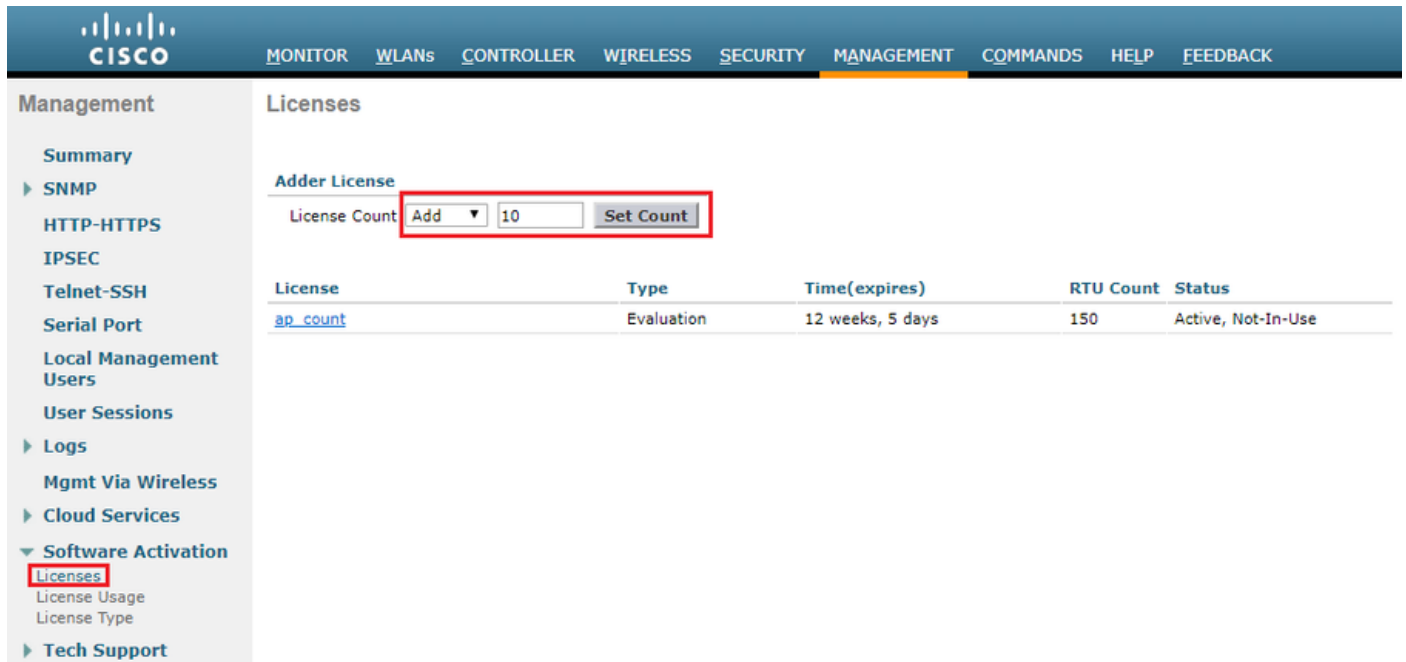 CISCO
MONITOR WLANs CONTROLLER WIRELESS SECURITY MANAGEMENT COMMANDS HELP FEEDBACK
Management
Summary
SNMP
HTTP-HTTPS
IPSEC
Telnet-SSH
Serial Port
Local Management
Users
User Sessions
Logs
Mgmt Via Wireless
Cloud Services
Software Activation
Licenses
License Usage
License Type
Tech Support
Licenses
Adder License
License Count Add 10 Set Count
License Type Time(expires) RTU Count Status
ap_count Evaluation 12 weeks, 5 days 150 Active, Not-In-Use